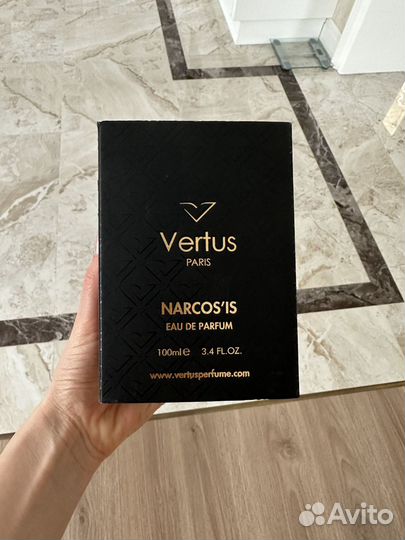 Vertus
PARIS
NARCOS'IS
EAU DE PARFUM
100ml℮ 3.4 FL.OZ.
www.vertusperfume.com
Avito